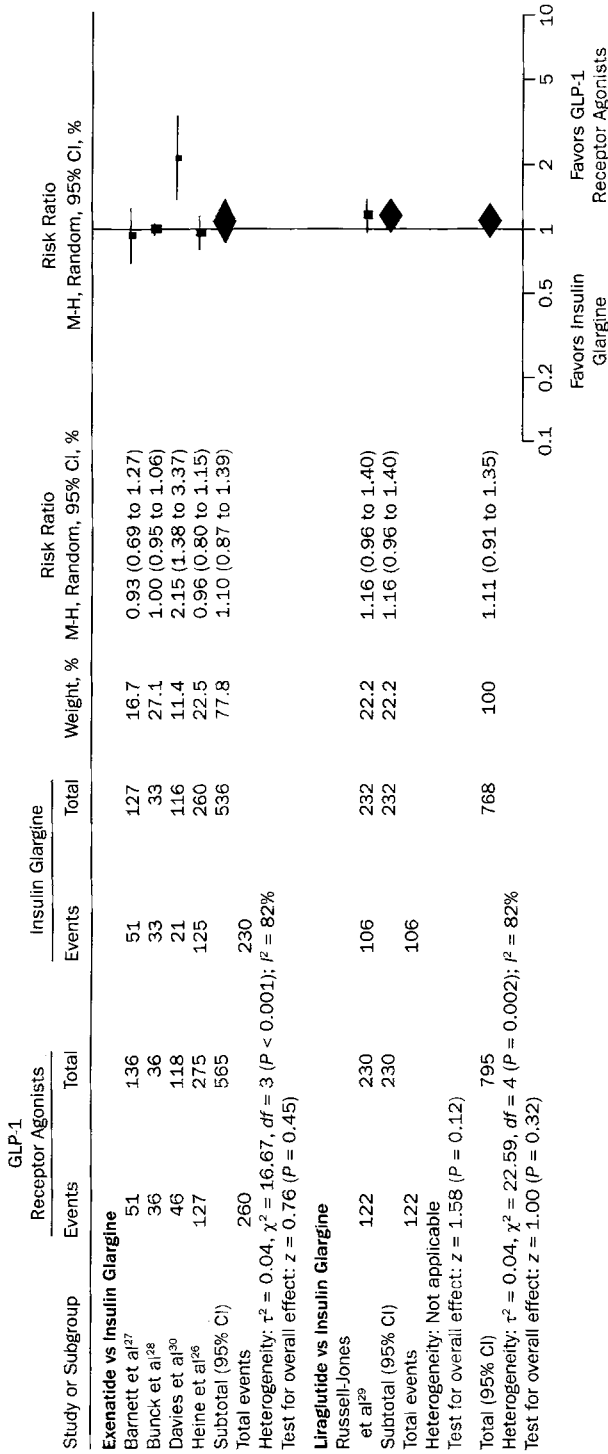 GLP-1 Receptor Agonists Insulin Glargine Risk Ratio Risk Ratio
Study or Subgroup Events Total Events Total Weight, % M-H, Random, 95% CI, % M-H, Random, 95% CI, %
Exenatide vs Insulin Glargine
Barnett et al27 51 136 51 127 16.7 0.93 (0.69 to 1.27)
Bunck et al28 36 36 33 33 27.1 1.00 (0.95 to 1.06)
Davies et al30 46 118 21 116 11.4 2.15 (1.38 to 3.37)
Heine et al26 127 275 125 260 22.5 0.96 (0.80 to 1.15)
Subtotal (95% CI) 565 536 77.8 1.10 (0.87 to 1.39)
Total events 260 230
Heterogeneity: τ2 = 0.04, χ2 = 16.67, df = 3 (P < 0.001); I2 = 82%
Test for overall effect: z = 0.76 (P = 0.45)
Liraglutide vs Insulin Glargine
Russell-Jones
et al29 122 230 106 232 22.2 1.16 (0.96 to 1.40)
Subtotal (95% CI) 230 232 22.2 1.16 (0.96 to 1.40)
Total events 122 106
Heterogeneity: Not applicable
Test for overall effect: z = 1.58 (P = 0.12)
Total (95% CI) 795 768 100 1.11 (0.91 to 1.35)
Heterogeneity: τ2 = 0.04, χ2 = 22.59, df = 4 (P = 0.002); I2 = 82%
Test for overall effect: z = 1.00 (P = 0.32)
0.1 0.2 0.5 1 2 5 10
Favors Insulin Glargine Favors GLP-1 Receptor Agonists